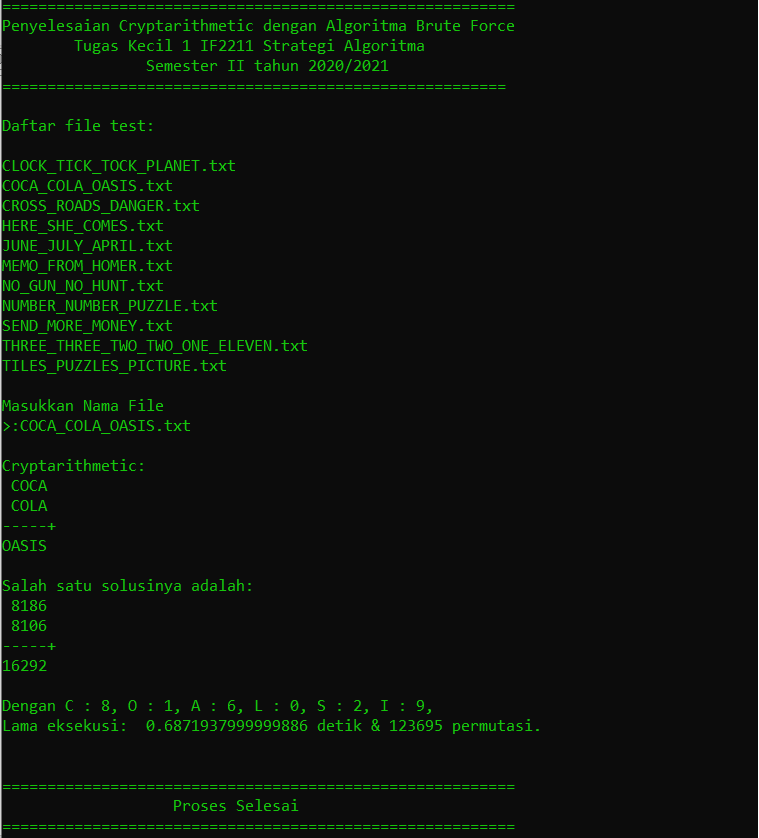 =========================================================
Penyelesaian Cryptarithmetic dengan Algoritma Brute Force
        Tugas Kecil 1 IF2211 Strategi Algoritma
                Semester II tahun 2020/2021
========================================================

Daftar file test:

CLOCK_TICK_TOCK_PLANET.txt
COCA_COLA_OASIS.txt
CROSS_ROADS_DANGER.txt
HERE_SHE_COMES.txt
JUNE_JULY_APRIL.txt
MEMO_FROM_HOMER.txt
NO_GUN_NO_HUNT.txt
NUMBER_NUMBER_PUZZLE.txt
SEND_MORE_MONEY.txt
THREE_THREE_TWO_TWO_ONE_ELEVEN.txt
TILES_PUZZLES_PICTURE.txt

Masukkan Nama File
>:COCA_COLA_OASIS.txt

Cryptarithmetic:
 COCA
 COLA
-----+
OASIS

Salah satu solusinya adalah:
 8186
 8106
-----+
16292

Dengan C : 8, O : 1, A : 6, L : 0, S : 2, I : 9,
Lama eksekusi:  0.6871937999999886 detik & 123695 permutasi.

=========================================================
                   Proses Selesai
=========================================================